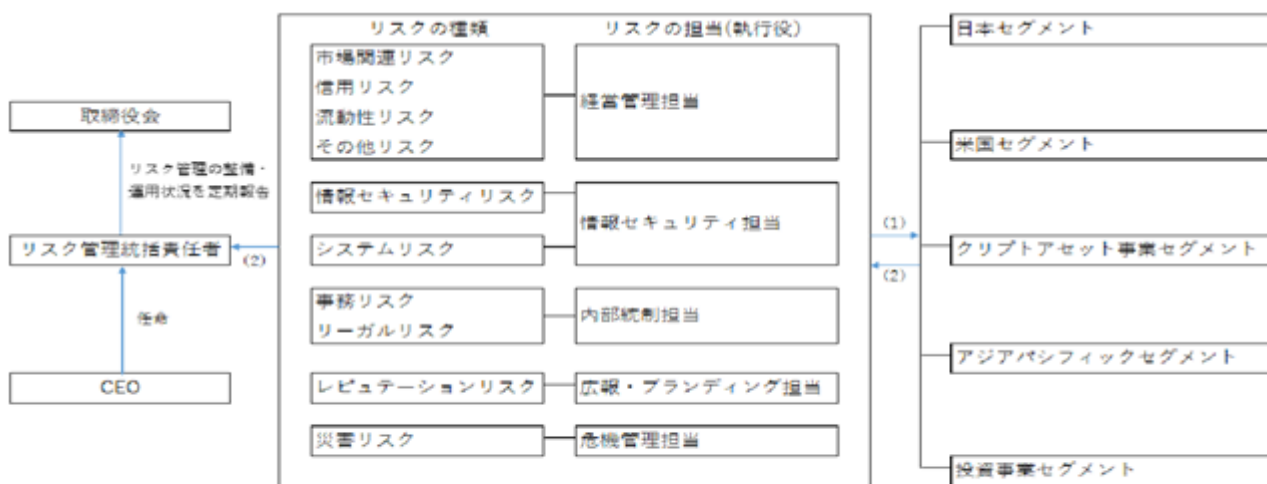 取締役会
リスク管理の整備・
運用状況を定期報告
リスク管理統括責任者
(2)
任命
CEO
リスクの種類
リスクの担当(執行役)
市場関連リスク
信用リスク
流動性リスク
その他リスク
経営管理担当
情報セキュリティリスク
システムリスク
情報セキュリティ担当
事務リスク
リーガルリスク
内部統制担当
レピュテーションリスク
広報・ブランディング担当
災害リスク
危機管理担当
(1)
(2)
日本セグメント
米国セグメント
クリプトアセット事業セグメント
アジアパシフィックセグメント
投資事業セグメント